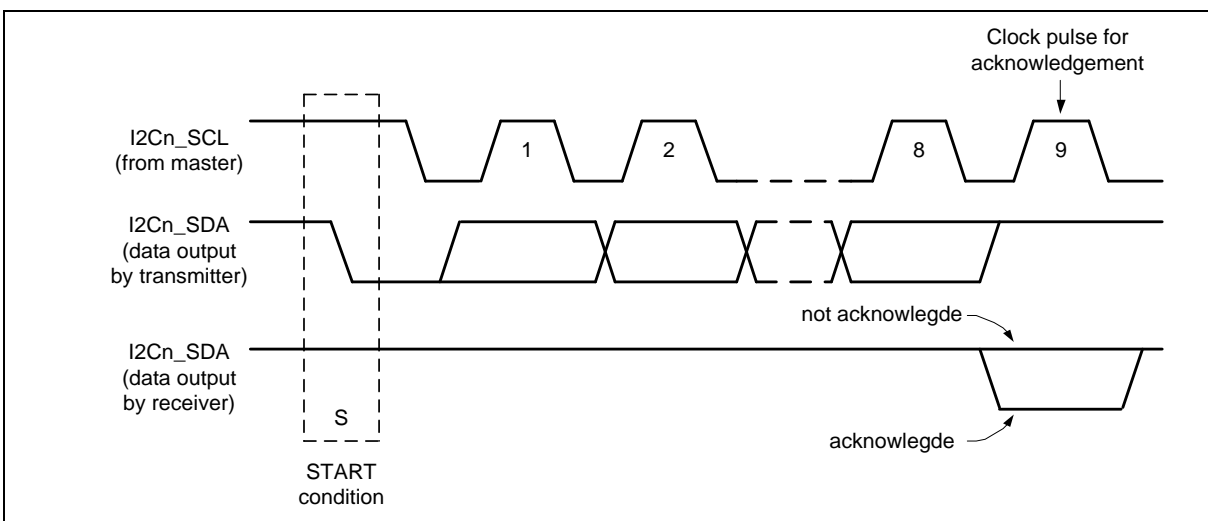 Clock pulse for
acknowledgement
I2Cn_SCL
(from master)
1
2
8
9
I2Cn_SDA
(data output
by transmitter)
not acknowlegde
I2Cn_SDA
(data output
by receiver)
S
acknowlegde
START
condition